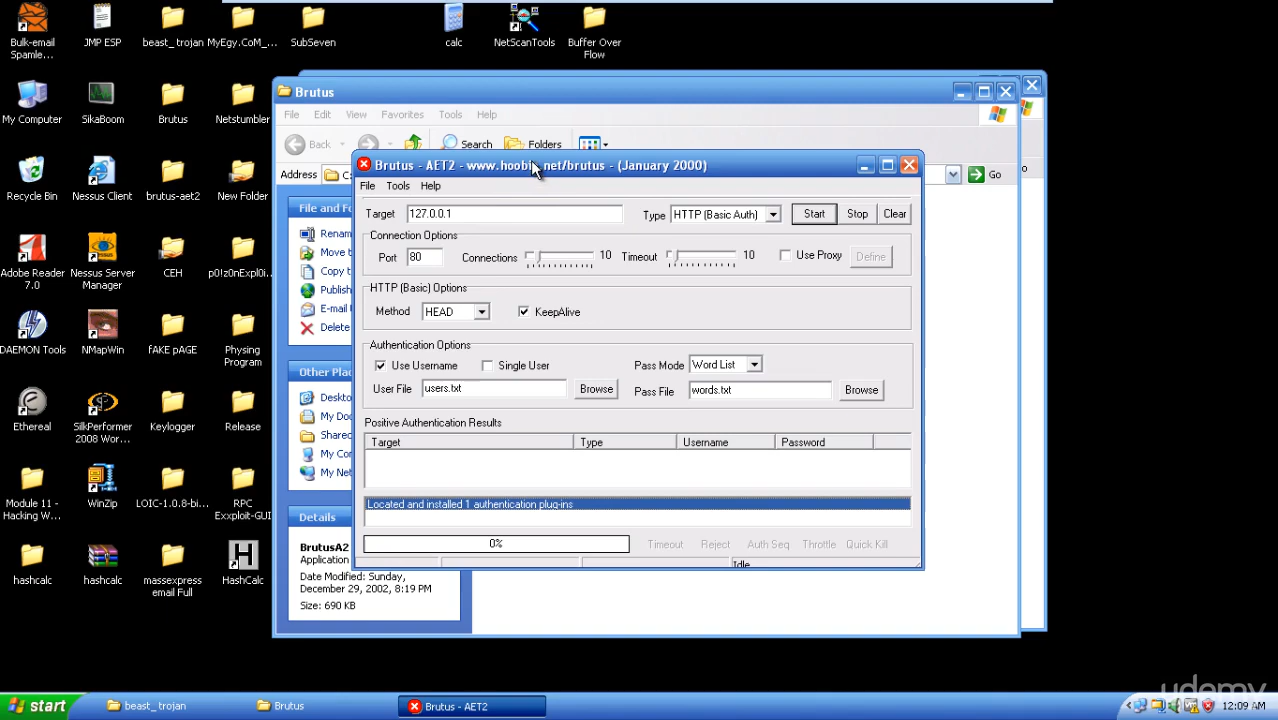 Bulk-email
Spamle...
JMP ESP
beast_trojan
MyEgy.CoM_...
SubSeven
calc
NetScanTools
Buffer Over
Flow
My Computer
SikaBoom
Brutus
Netstumbler
Recycle Bin
Nessus Client
brutus-aet2
New Folder
Adobe Reader
7.0
Nessus Server
Manager
CEH
p0!z0nExpl0i...
DAEMON Tools
NMapWin
fAKE pAGE
Physing
Program
Ethereal
SilkPerformer
2008 Wor...
Keylogger
Release
Module 11 -
Hacking W...
WinZip
LOIC-1.0.8-bi...
RPC
Exxploit-GUI
hashcalc
hashcalc
massexpress
email Full
HashCalc
Brutus
File Edit View Favorites Tools Help
Back Search Folders
Address C:
Go
File and Fo
Renam
Move t
Copy t
Publis
E-mail
Delete
Other Plac
Deskto
My Do
Shared
My Co
My Net
Details
BrutusA2
Application
Date Modified: Sunday,
December 29, 2002, 8:19 PM
Size: 690 KB
Brutus - AET2 - www.hoobie.net/brutus - (January 2000)
File Tools Help
Target 127.0.0.1 Type HTTP (Basic Auth) Start Stop Clear
Connection Options
Port 80 Connections 10 Timeout 10 Use Proxy Define
HTTP (Basic) Options
Method HEAD KeepAlive
Authentication Options
Use Username Single User Pass Mode Word List
User File users.txt Browse Pass File words.txt Browse
Positive Authentication Results
Target Type Username Password
Located and installed 1 authentication plug-ins
0% Timeout Reject Auth Seq Throttle Quick Kill
Idle
udemy
start beast_trojan Brutus Brutus - AET2 12:09 AM